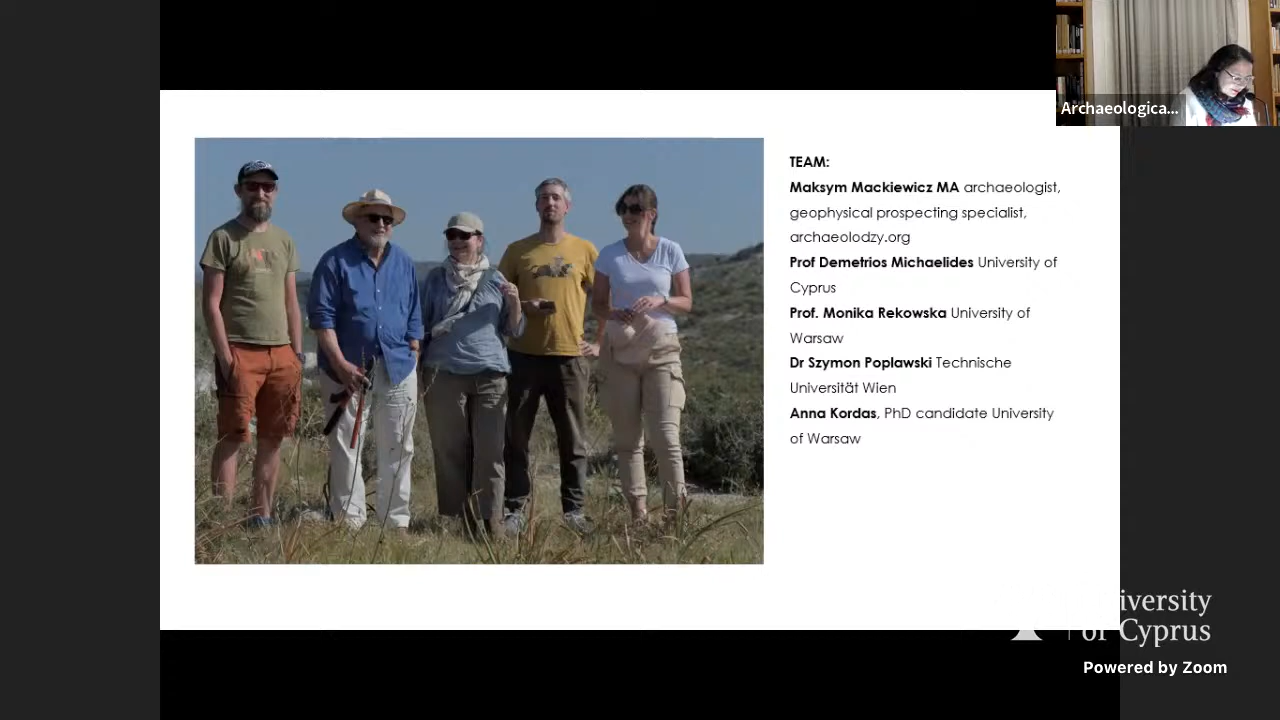 Archaeologica...
TEAM:
Maksym Mackiewicz MA archaeologist,
geophysical prospecting specialist,
archaeolodzy.org
Prof Demetrios Michaelides University of
Cyprus
Prof. Monika Rekowska University of
Warsaw
Dr Szymon Popławski Technische
Universität Wien
Anna Kordas, PhD candidate University
of Warsaw
iversity
of Cyprus
Powered by Zoom